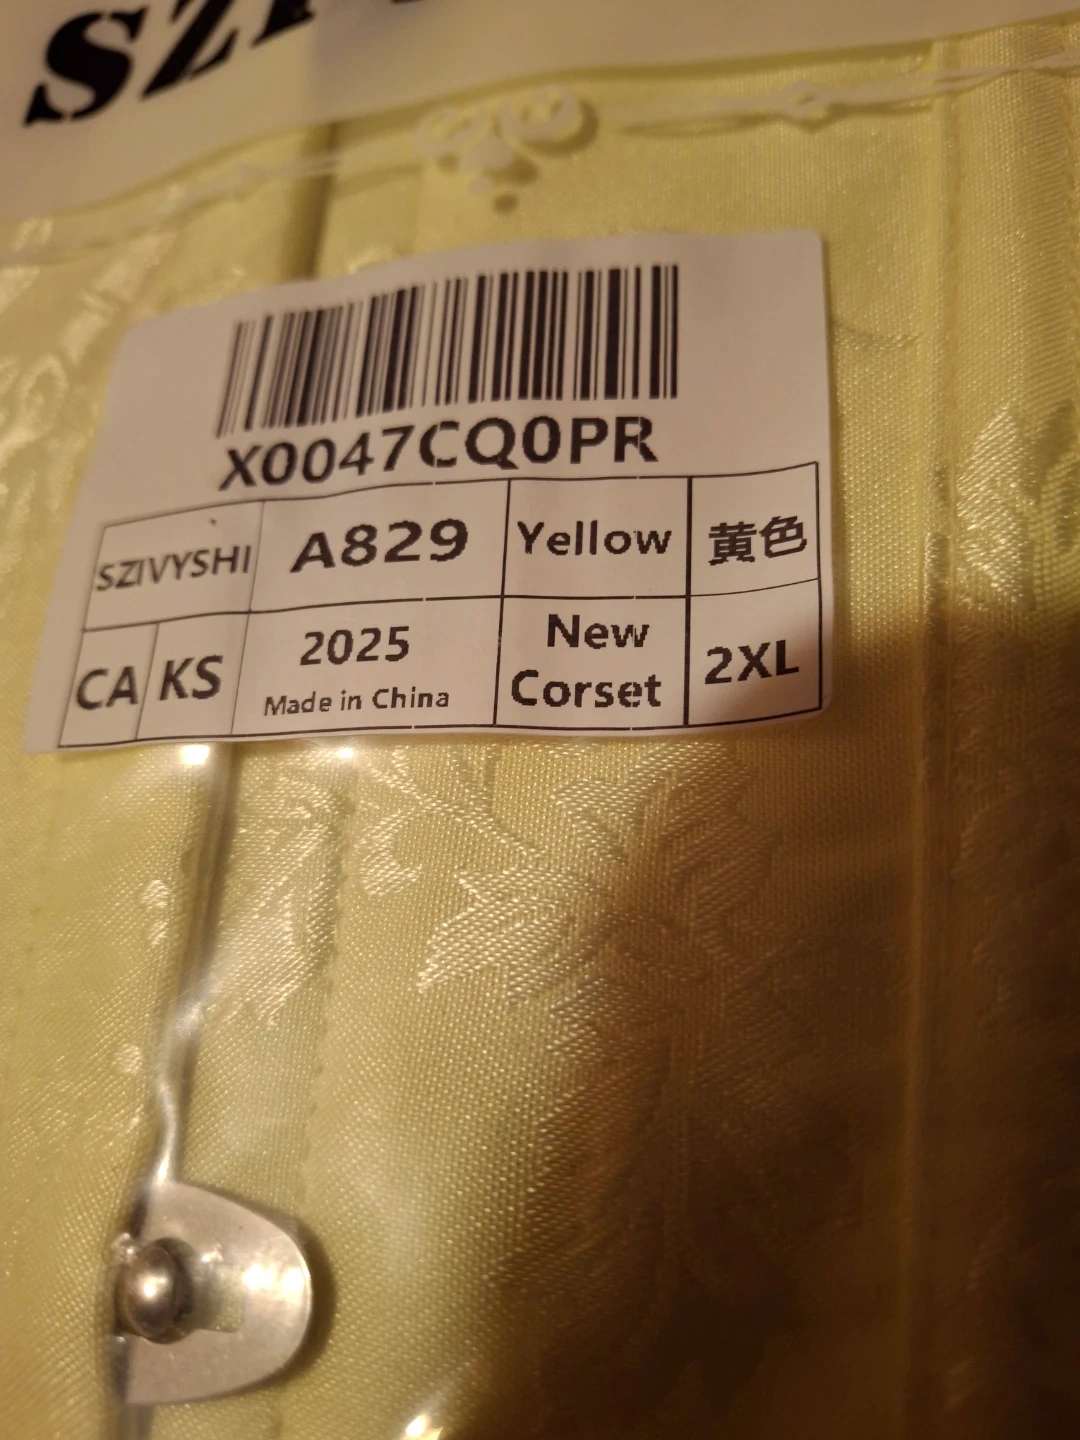 X0047CQ0PR
SZIVYSHI A829 Yellow 黄色
CA KS 2025 Made in China New Corset 2XL